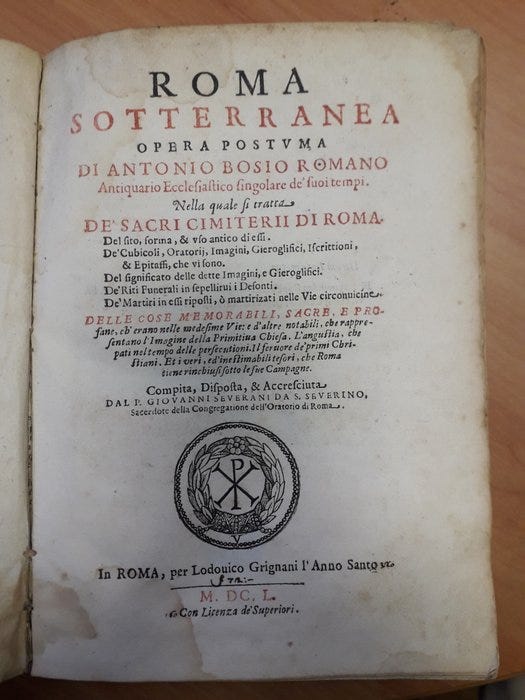 ROMA
SOTTERRANEA
OPERA POSTVMA
DI ANTONIO BOSIO ROMANO
Antiquario Ecclesiastico singolare de' suoi tempi.
Nella quale si tratta
DE' SACRI CIMITERII DI ROMA.
Del sito, forma, & vso antico di essi.
De' Cubicoli, Oratorij, Imagini, Gieroglifici, Iscrittioni,
& Epitaffi, che vi sono.
Del significato delle dette Imagini, e Gieroglifici.
De' Riti Funerali in sepellirui i Defonti.
De' Martiri in essi riposti, ò martirizati nelle Vie circonuicine.
DELLE COSE MEMORABILI, SACRE, E PRO-
fane, ch' erano nelle medesime Vie: e d'altre notabili, che rappre-
sentano l'Imagine della Primitiua Chiesa. L'angustia, che
patì nel tempo delle persecutioni. Il feruore de' primi Chri-
stiani. Et i veri, ed'inestimabili tesori, che Roma
tiene rinchiusi sotto le sue Campagne.
Compita, Disposta, & Accresciuta
DAL P. GIOVANNI SEVERANI DA S. SEVERINO,
Sacerdote della Congregatione dell'Oratorio di Roma.
P
V
In ROMA, per Lodouico Grignani l'Anno Santo
M. DC. L.
Con Licenza de' Superiori.